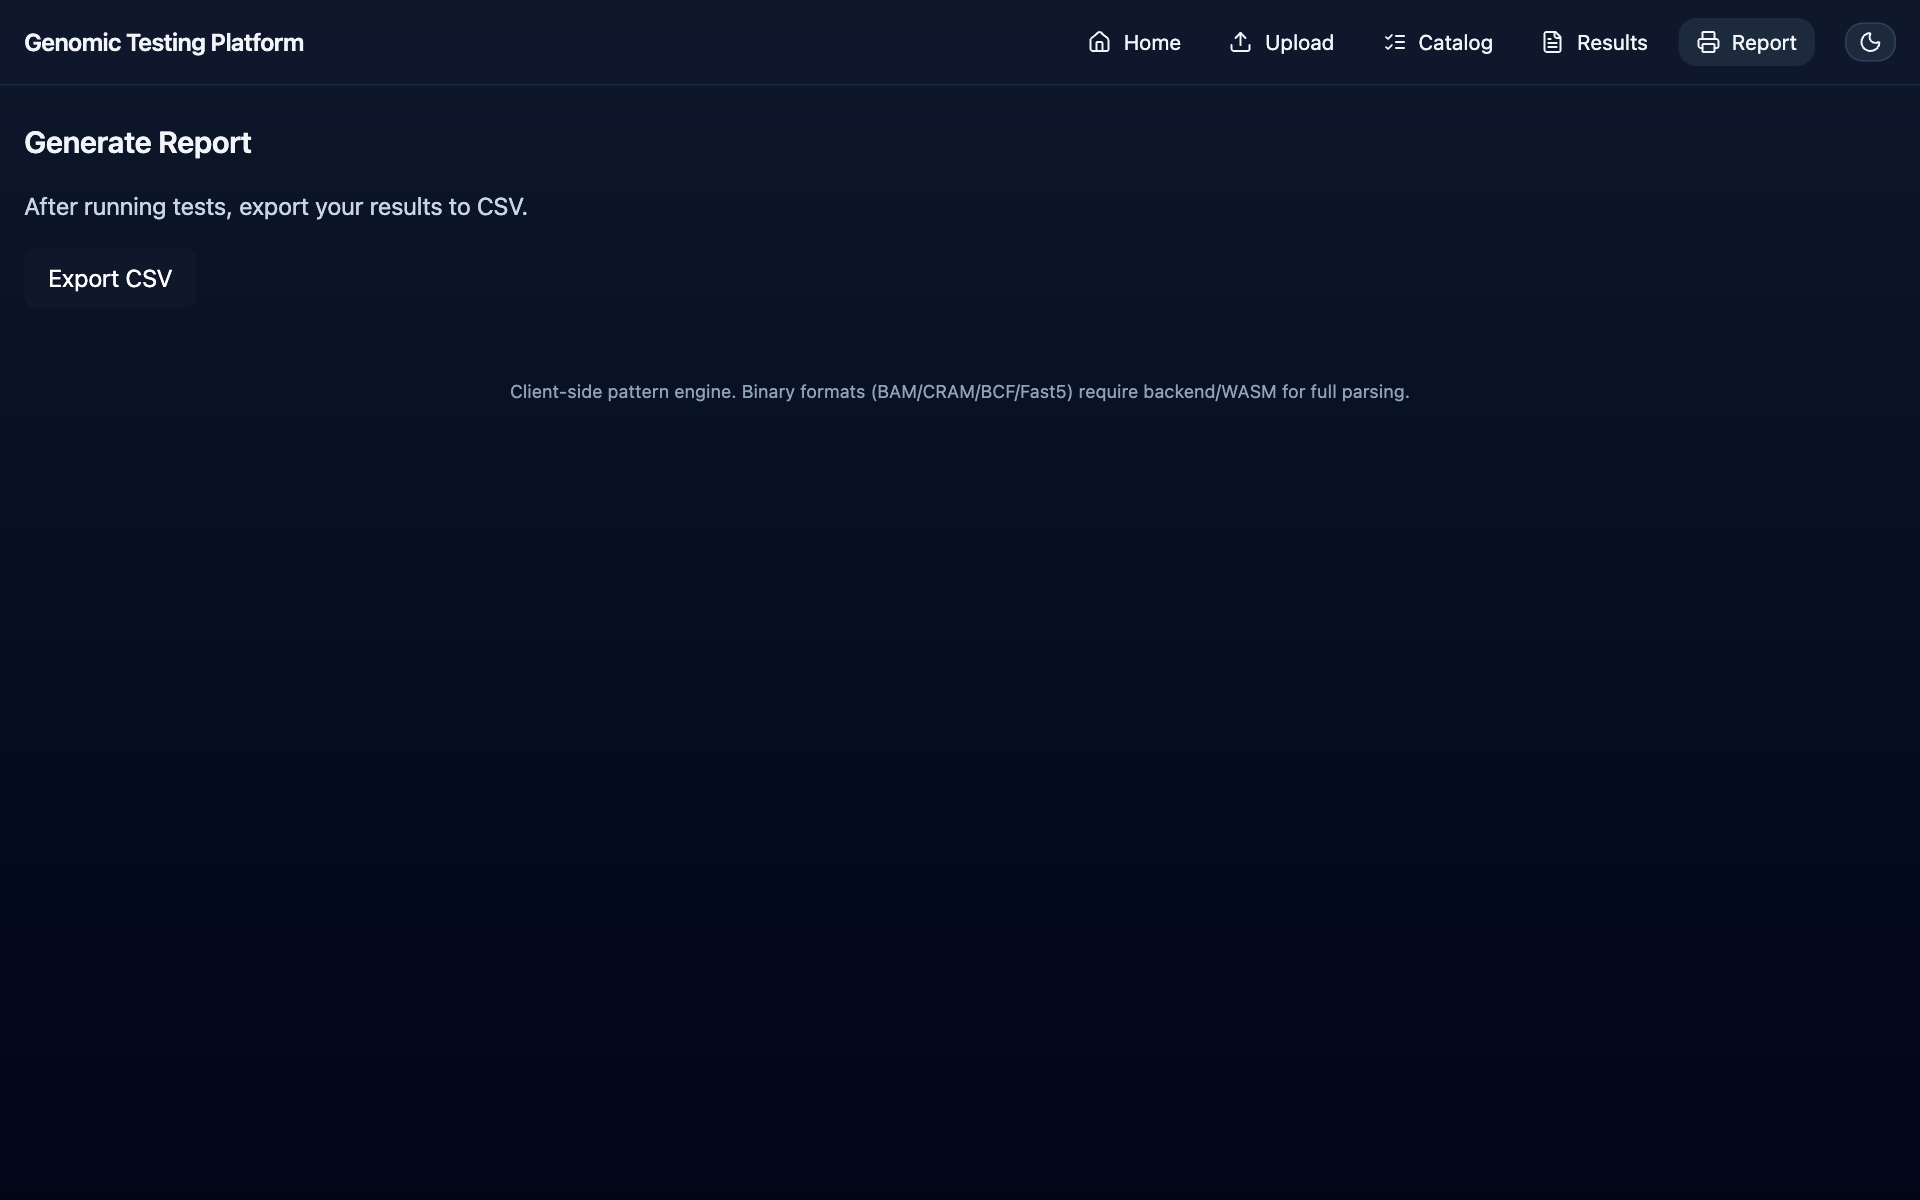 Genomic Testing Platform
Home
Upload
Catalog
Results
Report
Generate Report
After running tests, export your results to CSV.
Export CSV
Client-side pattern engine. Binary formats (BAM/CRAM/BCF/Fast5) require backend/WASM for full parsing.